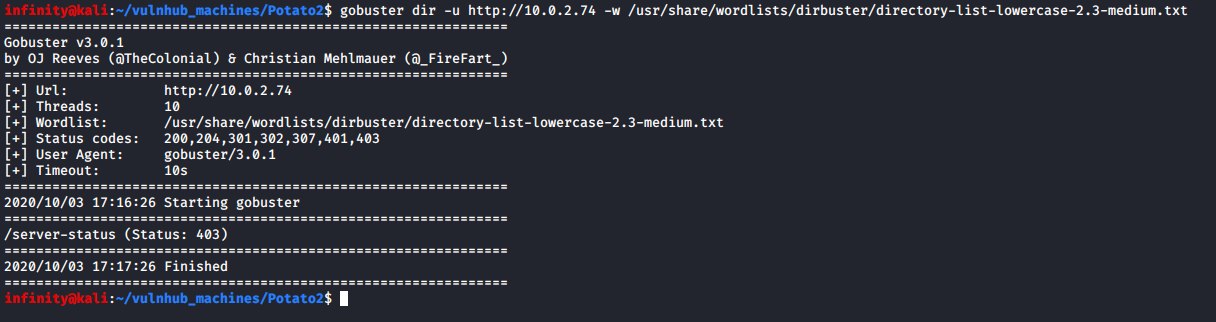 infinity@kali:~/vulnhub_machines/Potato2$ gobuster dir -u http://10.0.2.74 -w /usr/share/wordlists/dirbuster/directory-list-lowercase-2.3-medium.txt
===============================================================
Gobuster v3.0.1
by OJ Reeves (@TheColonial) & Christian Mehlmauer (@_FireFart_)
===============================================================
[+] Url:            http://10.0.2.74
[+] Threads:        10
[+] Wordlist:       /usr/share/wordlists/dirbuster/directory-list-lowercase-2.3-medium.txt
[+] Status codes:   200,204,301,302,307,401,403
[+] User Agent:     gobuster/3.0.1
[+] Timeout:        10s
===============================================================
2020/10/03 17:16:26 Starting gobuster
===============================================================
/server-status (Status: 403)
===============================================================
2020/10/03 17:17:26 Finished
===============================================================
infinity@kali:~/vulnhub_machines/Potato2$